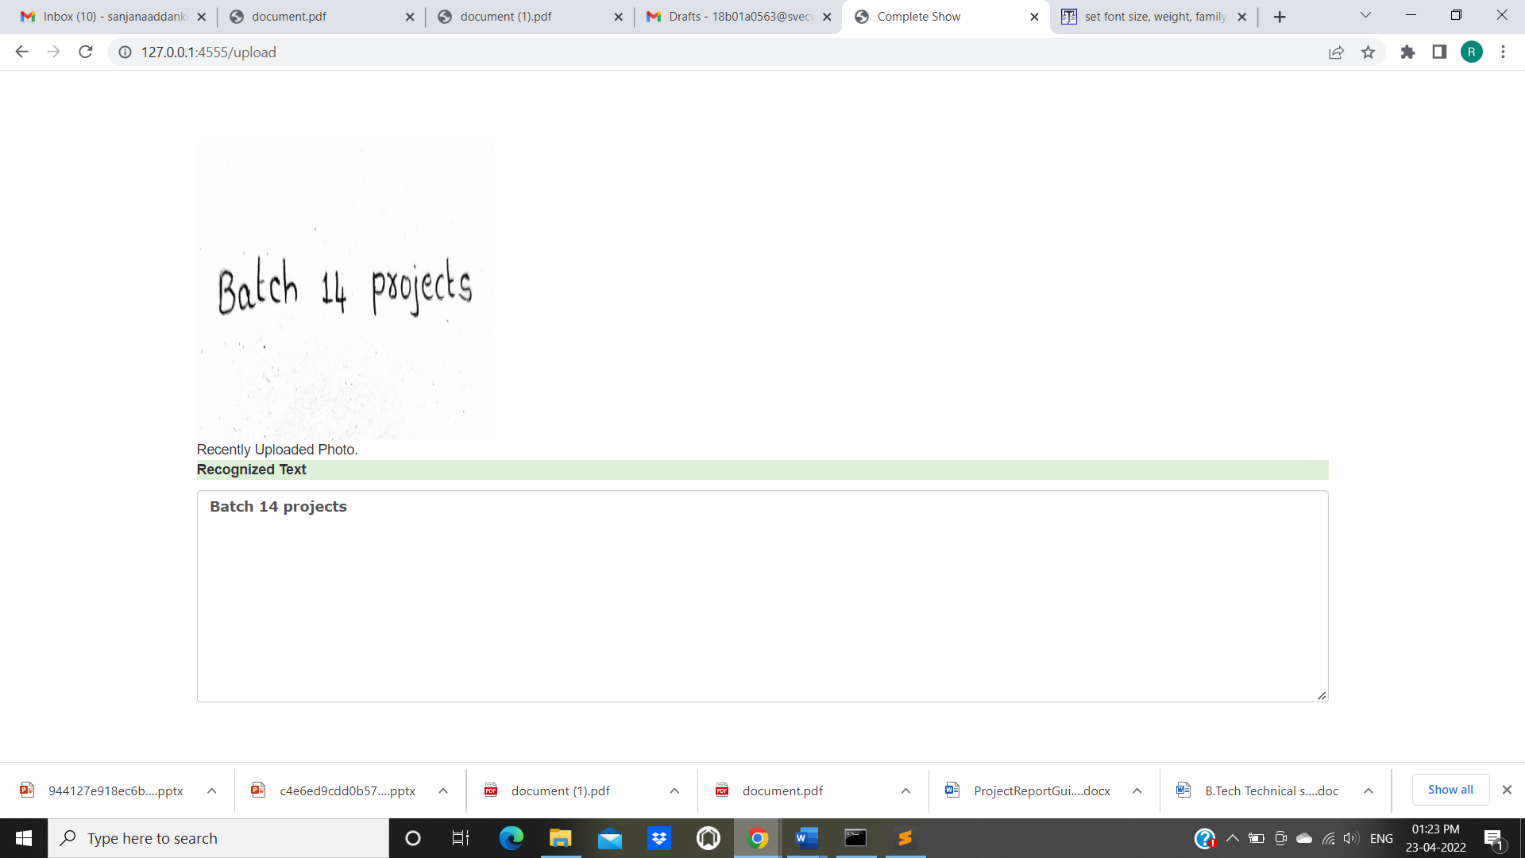 Inbox (10) - sanjanaaddank
document.pdf
document (1).pdf
Drafts - 18b01a0563@svecw
Complete Show
set font size, weight, family
127.0.0.1:4555/upload
R
Batch 14 projects
Recently Uploaded Photo.
Recognized Text
Batch 14 projects
944127e918ec6b....pptx
c4e6ed9cdd0b57....pptx
document (1).pdf
document.pdf
ProjectReportGui....docx
B.Tech Technical s....doc
Show all
Type here to search
ENG
01:23 PM
23-04-2022
1